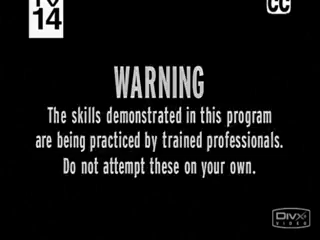 TV
14
CC
WARNING
The skills demonstrated in this program
are being practiced by trained professionals.
Do not attempt these on your own.
DIVX
VIDEO